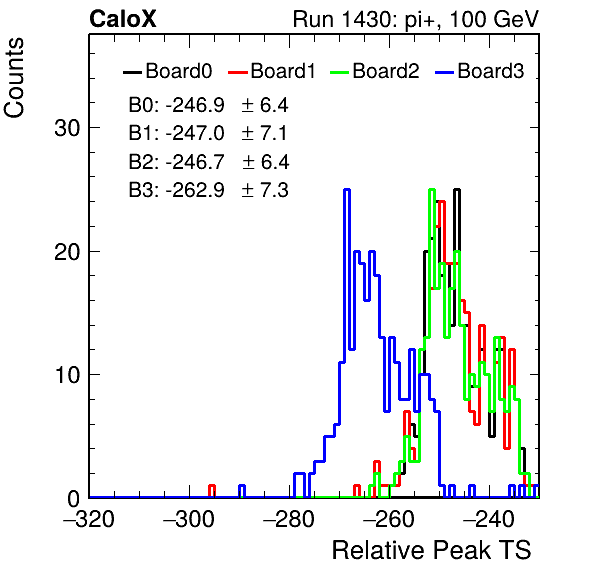 CaloX Run 1430: pi+, 100 GeV
Counts
Board0 Board1 Board2 Board3
B0: -246.9 ± 6.4
B1: -247.0 ± 7.1
B2: -246.7 ± 6.4
B3: -262.9 ± 7.3
30
20
10
0
−320 −300 −280 −260 −240
Relative Peak TS